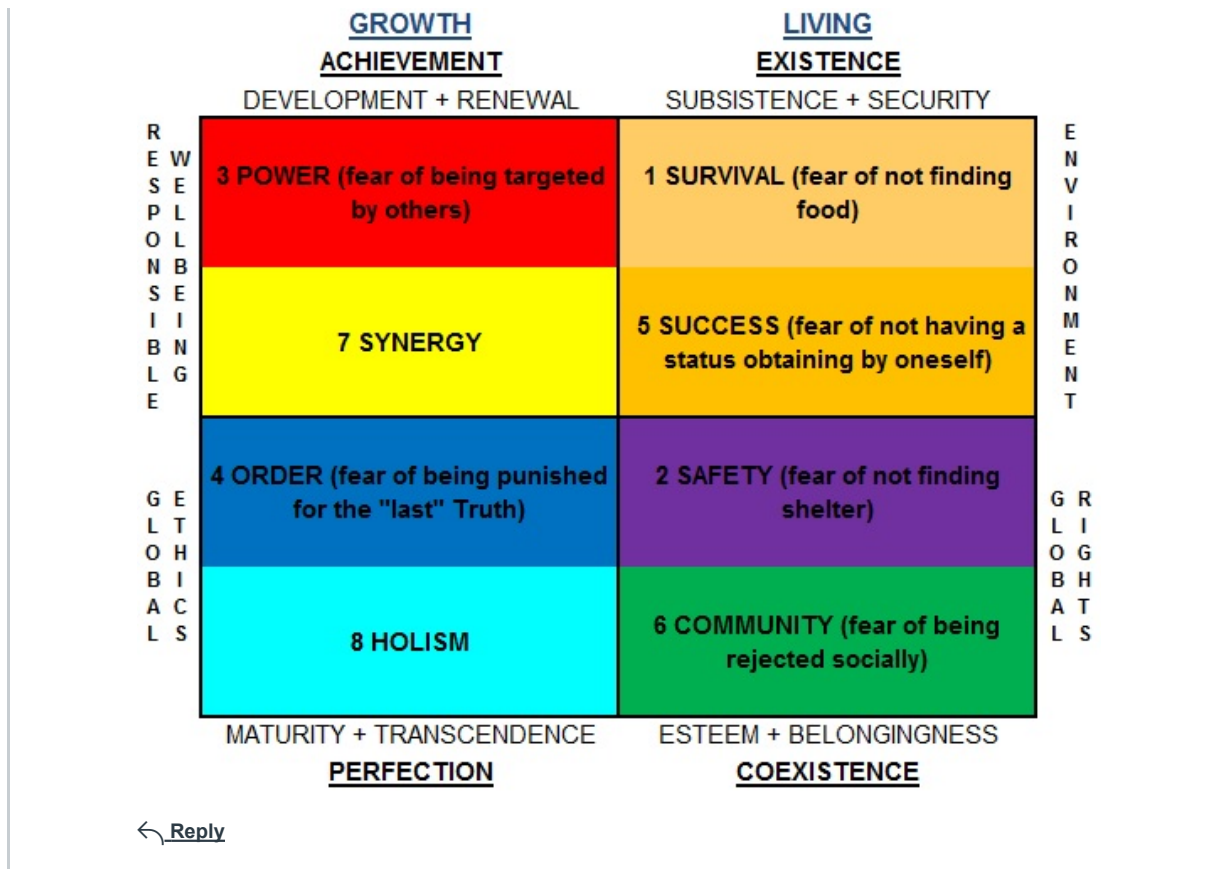 GROWTH
LIVING
ACHIEVEMENT
EXISTENCE
DEVELOPMENT + RENEWAL
SUBSISTENCE + SECURITY
RESPONSIBLE
WELLBEING
3 POWER (fear of being targeted
by others)
1 SURVIVAL (fear of not finding
food)
ENVIRONMENT
7 SYNERGY
5 SUCCESS (fear of not having a
status obtaining by oneself)
GLOBAL
ETHICS
4 ORDER (fear of being punished
for the "last" Truth)
2 SAFETY (fear of not finding
shelter)
GLOBAL
RIGHTS
8 HOLISM
6 COMMUNITY (fear of being
rejected socially)
MATURITY + TRANSCENDENCE
ESTEEM + BELONGINGNESS
PERFECTION
COEXISTENCE
Reply